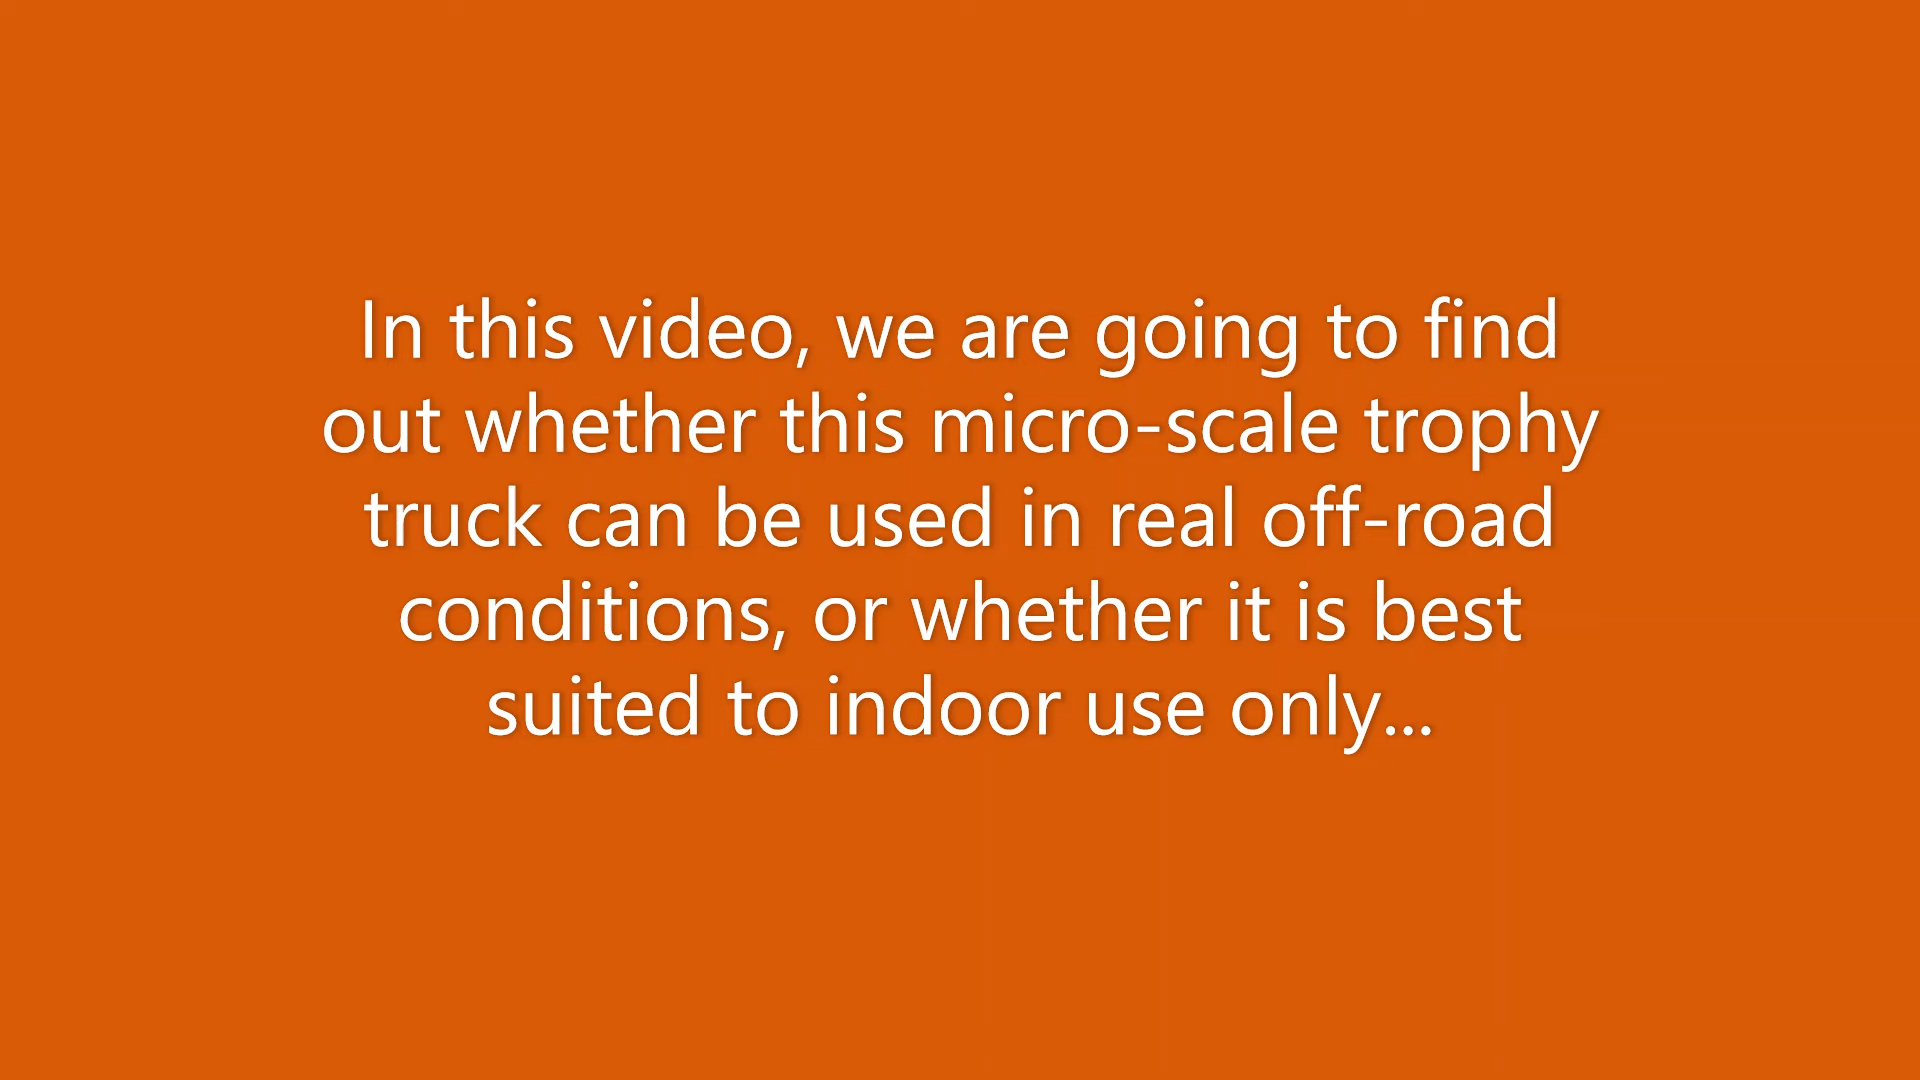 In this video, we are going to find
out whether this micro-scale trophy
truck can be used in real off-road
conditions, or whether it is best
suited to indoor use only...